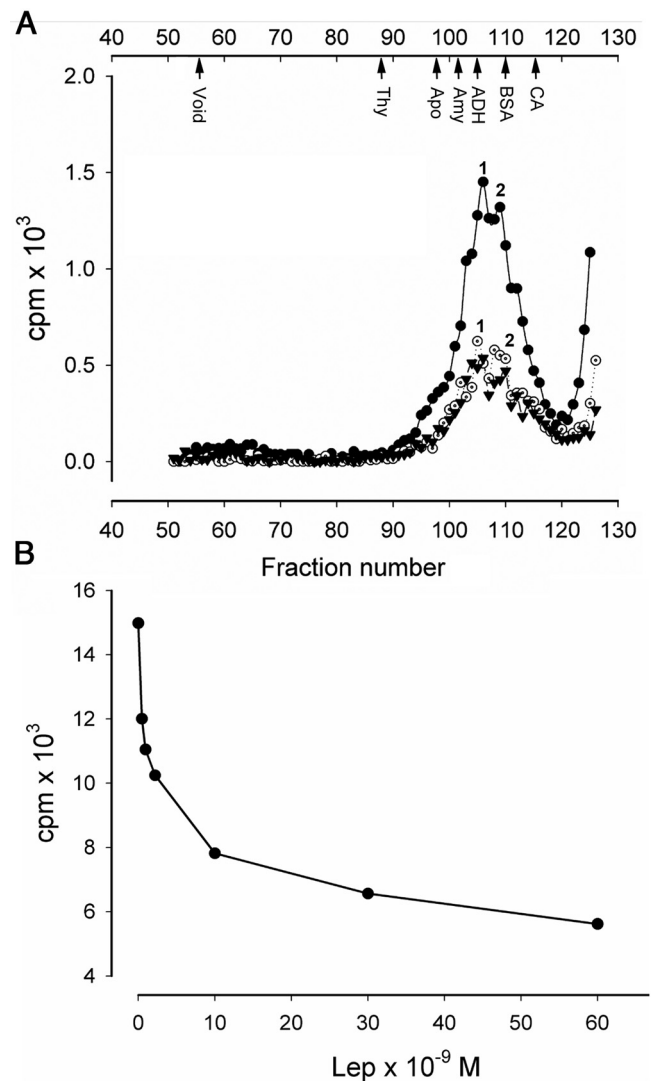 A
40 50 60 70 80 90 100 110 120 130
Void Thy Apo Amy ADH BSA CA
2.0
1.5
1.0
0.5
0.0
cpm x 10³
1 2
1 2
40 50 60 70 80 90 100 110 120 130
Fraction number
B
16
14
12
10
8
6
4
cpm x 10³
0 10 20 30 40 50 60
Lep x 10⁻⁹ M